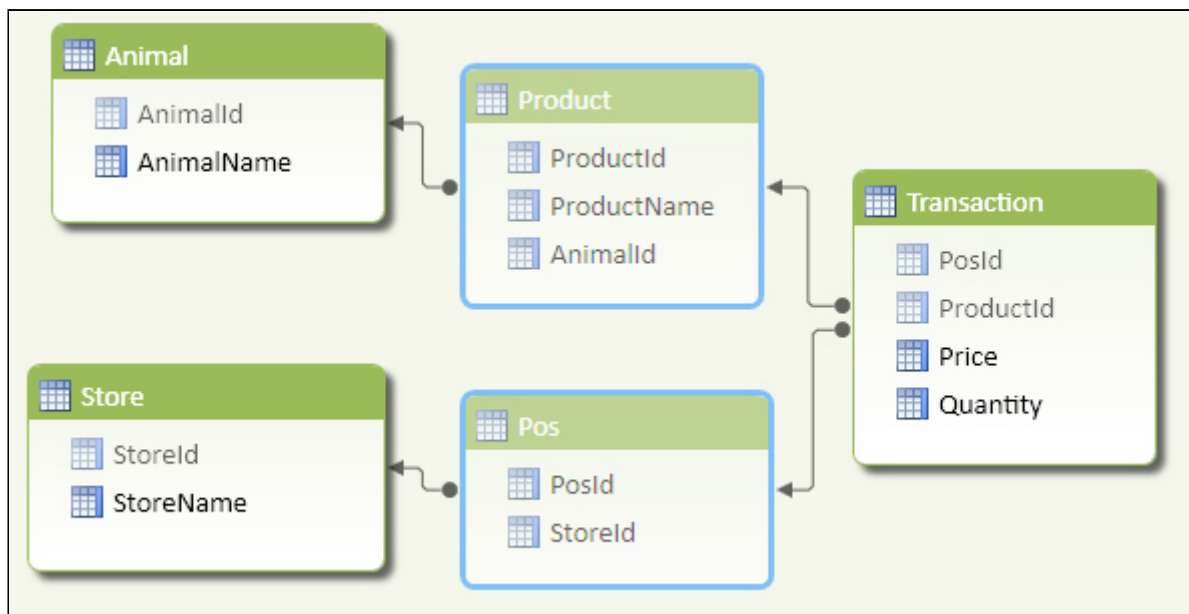 Animal
AnimalId
AnimalName
Product
ProductId
ProductName
AnimalId
Transaction
PosId
ProductId
Price
Quantity
Store
StoreId
StoreName
Pos
PosId
StoreId